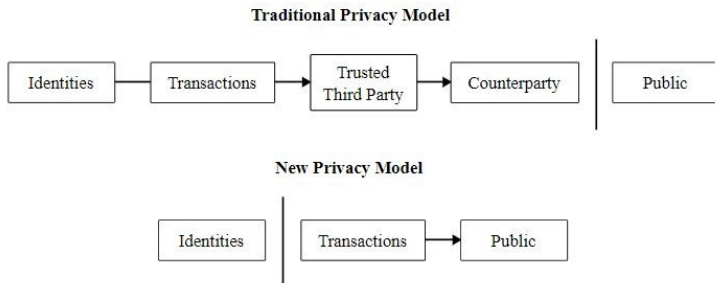 Traditional Privacy Model
Identities
Transactions
Trusted
Third Party
Counterparty
Public
New Privacy Model
Identities
Transactions
Public